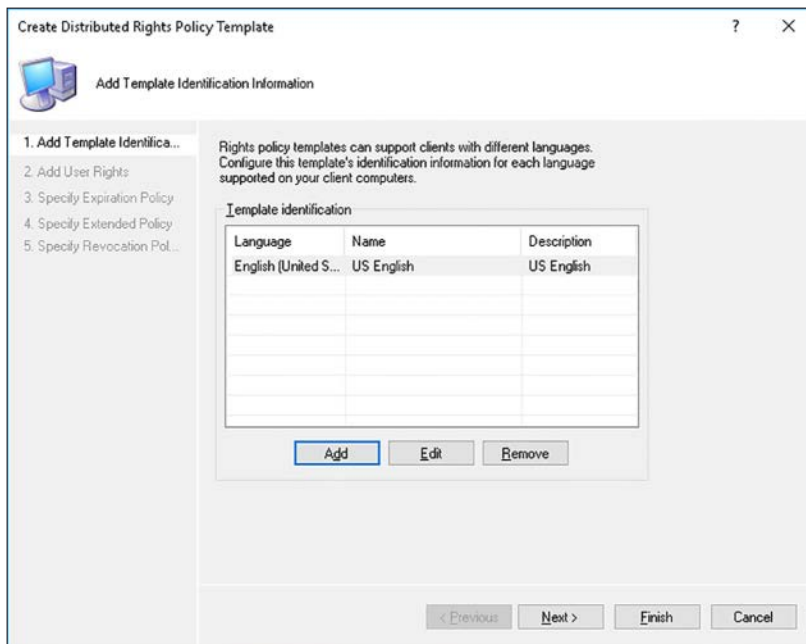 Create Distributed Rights Policy Template
?
Add Template Identification Information
1. Add Template Identifica...
2. Add User Rights
3. Specify Expiration Policy
4. Specify Extended Policy
5. Specify Revocation Pol...
Rights policy templates can support clients with different languages.
Configure this template's identification information for each language
supported on your client computers.
Template identification
Language Name Description
English (United S... US English US English
Add Edit Remove
< Previous Next > Finish Cancel